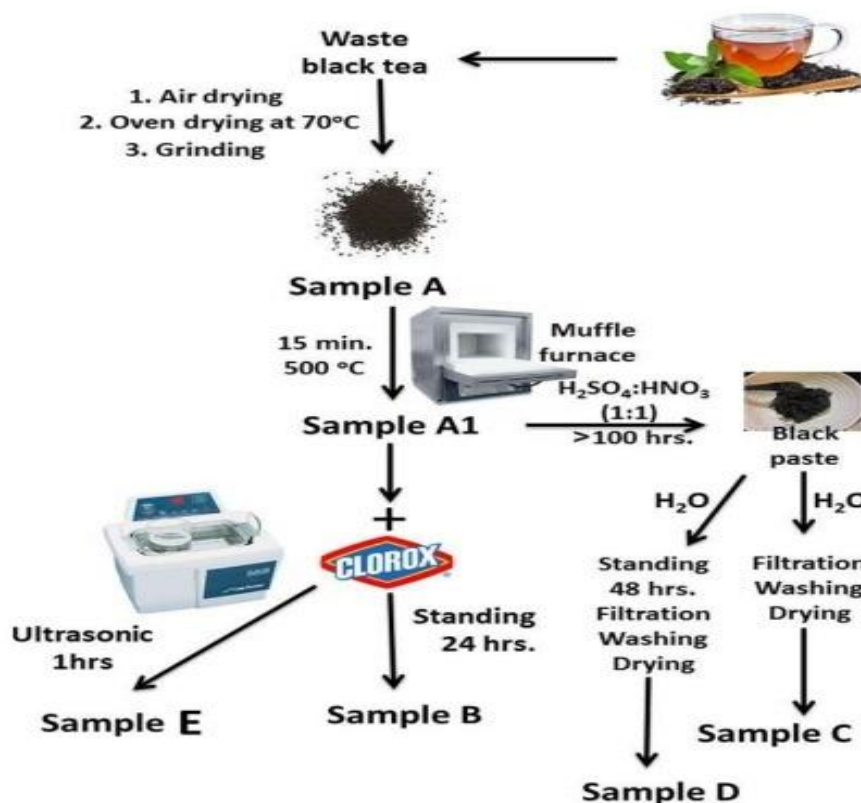 Waste
black tea
1. Air drying
2. Oven drying at 70°C
3. Grinding
Sample A
15 min.
500 °C
Muffle
furnace
H₂SO₄:HNO₃
(1:1)
>100 hrs.
Sample A1
Black
paste
+
CLOROX
H₂O
H₂O
Standing
48 hrs.
Filtration
Washing
Drying
Filtration
Washing
Drying
Ultrasonic
1hrs
Standing
24 hrs.
Sample E
Sample B
Sample C
Sample D